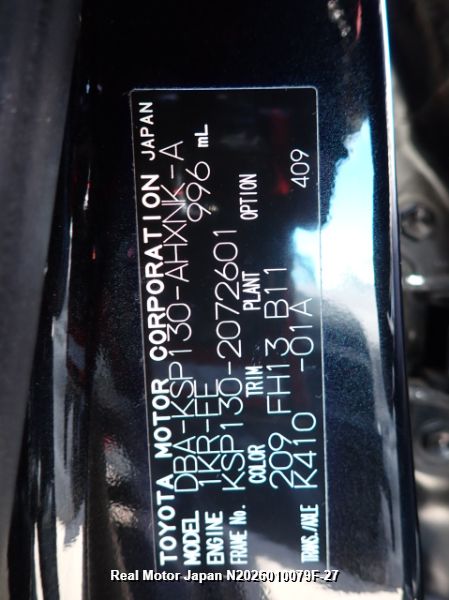 TOYOTA MOTOR CORPORATION JAPAN
MODEL DBA-KSP130-AHXNK-A
ENGINE 1KR-FE 996 mL
FRAME No. KSP130-2072601
COLOR TRIM PLANT OPTION
209 FH13 B11
TRANS./AXLE K410 -01A 409
Real Motor Japan N2026010079F-27